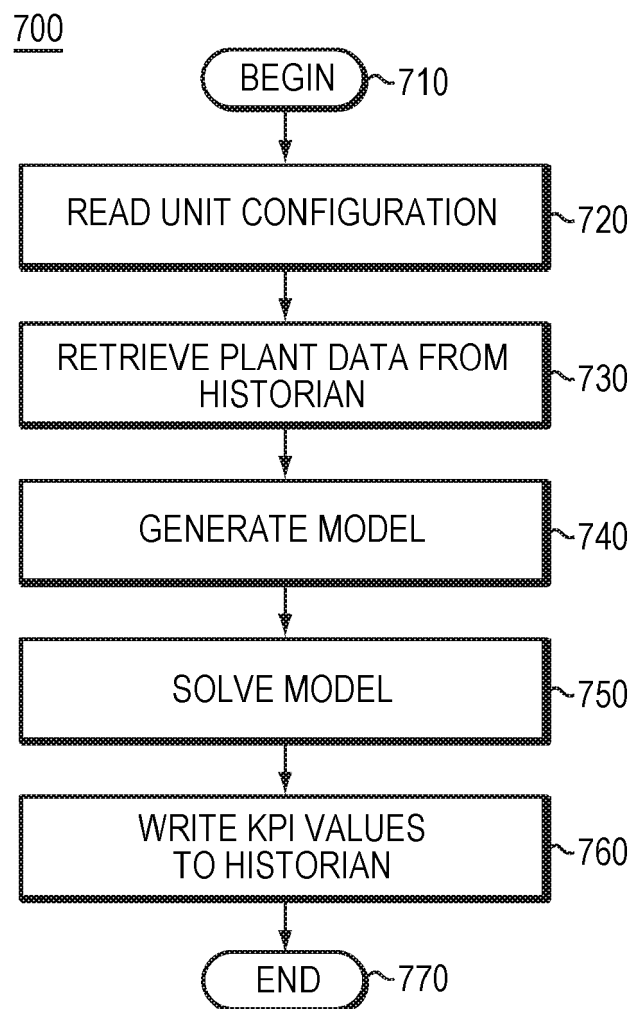 700
BEGIN 710
READ UNIT CONFIGURATION 720
RETRIEVE PLANT DATA FROM
HISTORIAN 730
GENERATE MODEL 740
SOLVE MODEL 750
WRITE KPI VALUES
TO HISTORIAN 760
END 770